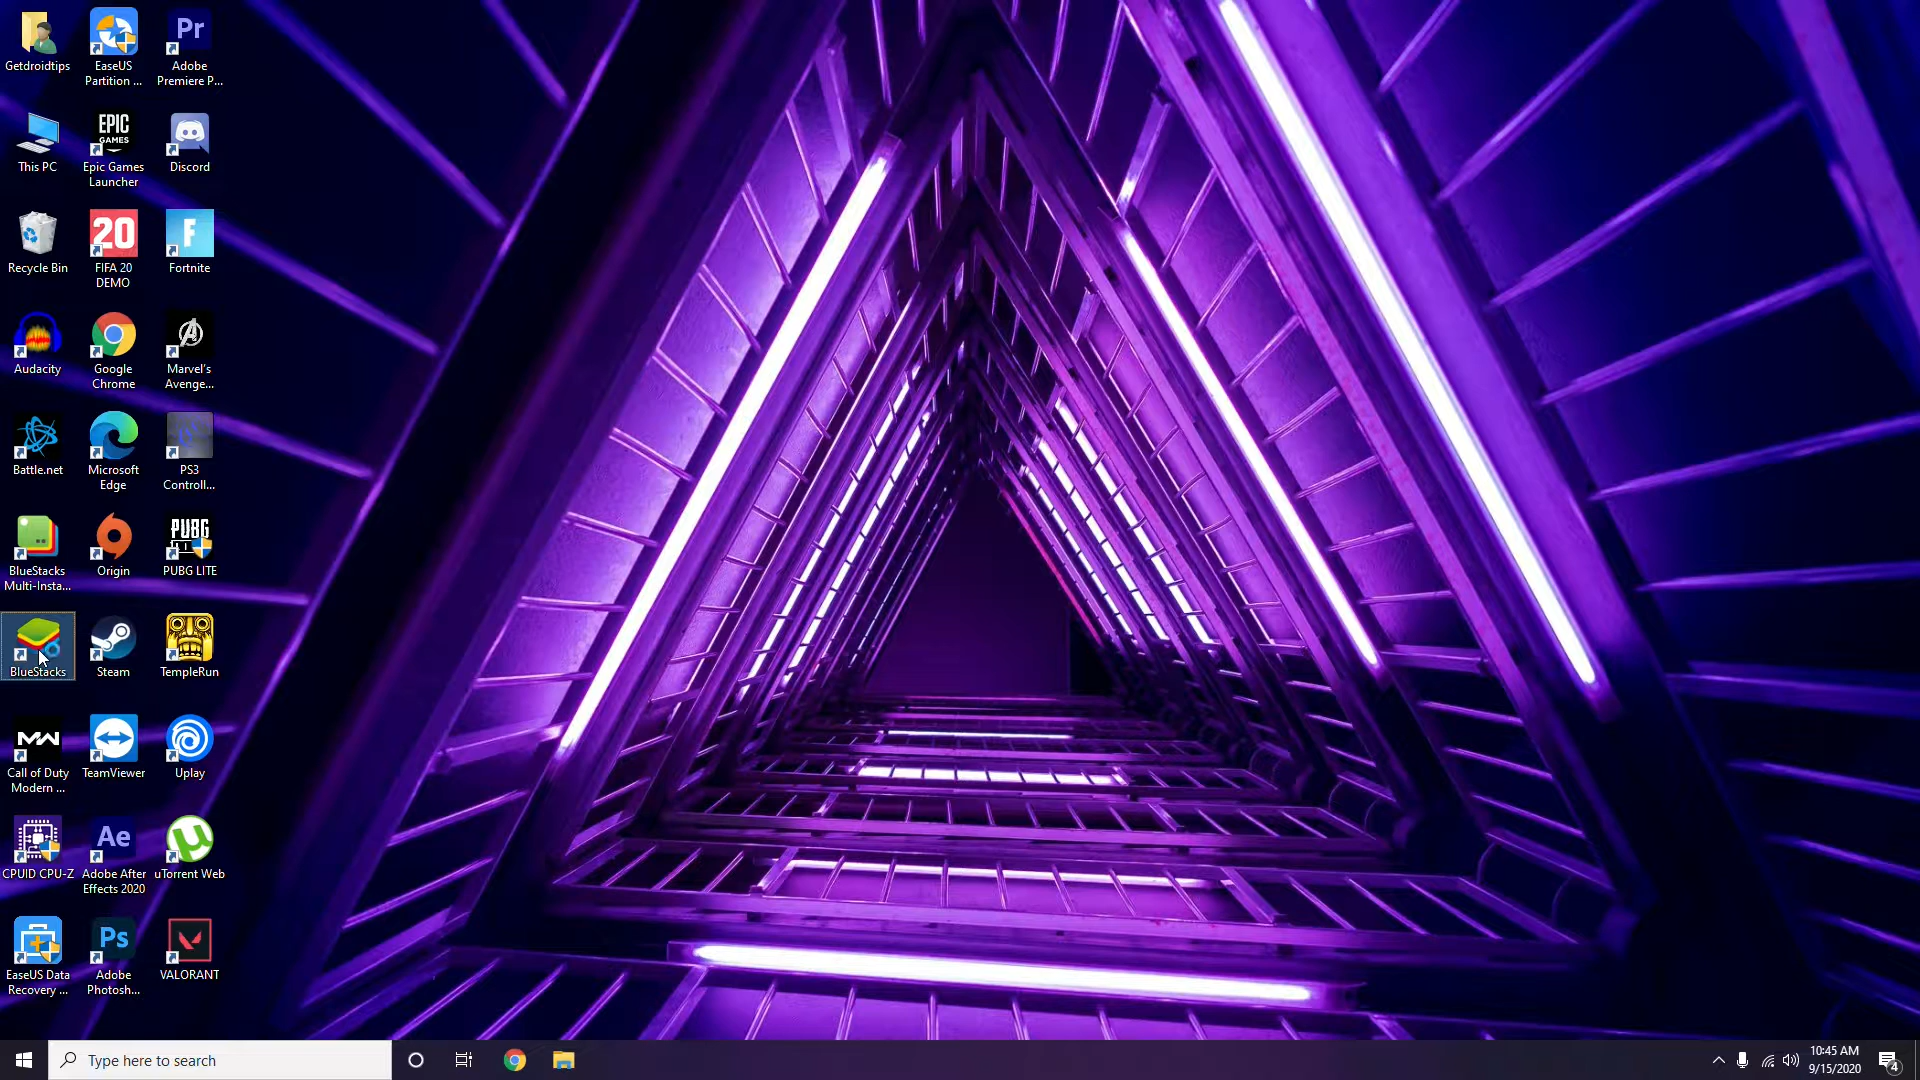 Getdroidtips
EaseUS
Partition ...
Pr
Adobe
Premiere P...
This PC
EPIC
GAMES
Epic Games
Launcher
Discord
Recycle Bin
20
FIFA 20
DEMO
F
Fortnite
Audacity
Google
Chrome
Marvel's
Avenge...
Battle.net
Microsoft
Edge
PS3
Controll...
BlueStacks
Multi-Insta...
Origin
PUBG
PUBG LITE
BlueStacks
Steam
TempleRun
MW
Call of Duty
Modern ...
TeamViewer
Uplay
CPUID CPU-Z
Ae
Adobe After
Effects 2020
uTorrent Web
EaseUS Data
Recovery ...
Ps
Adobe
Photosh...
VALORANT
Type here to search
10:45 AM
9/15/2020
4